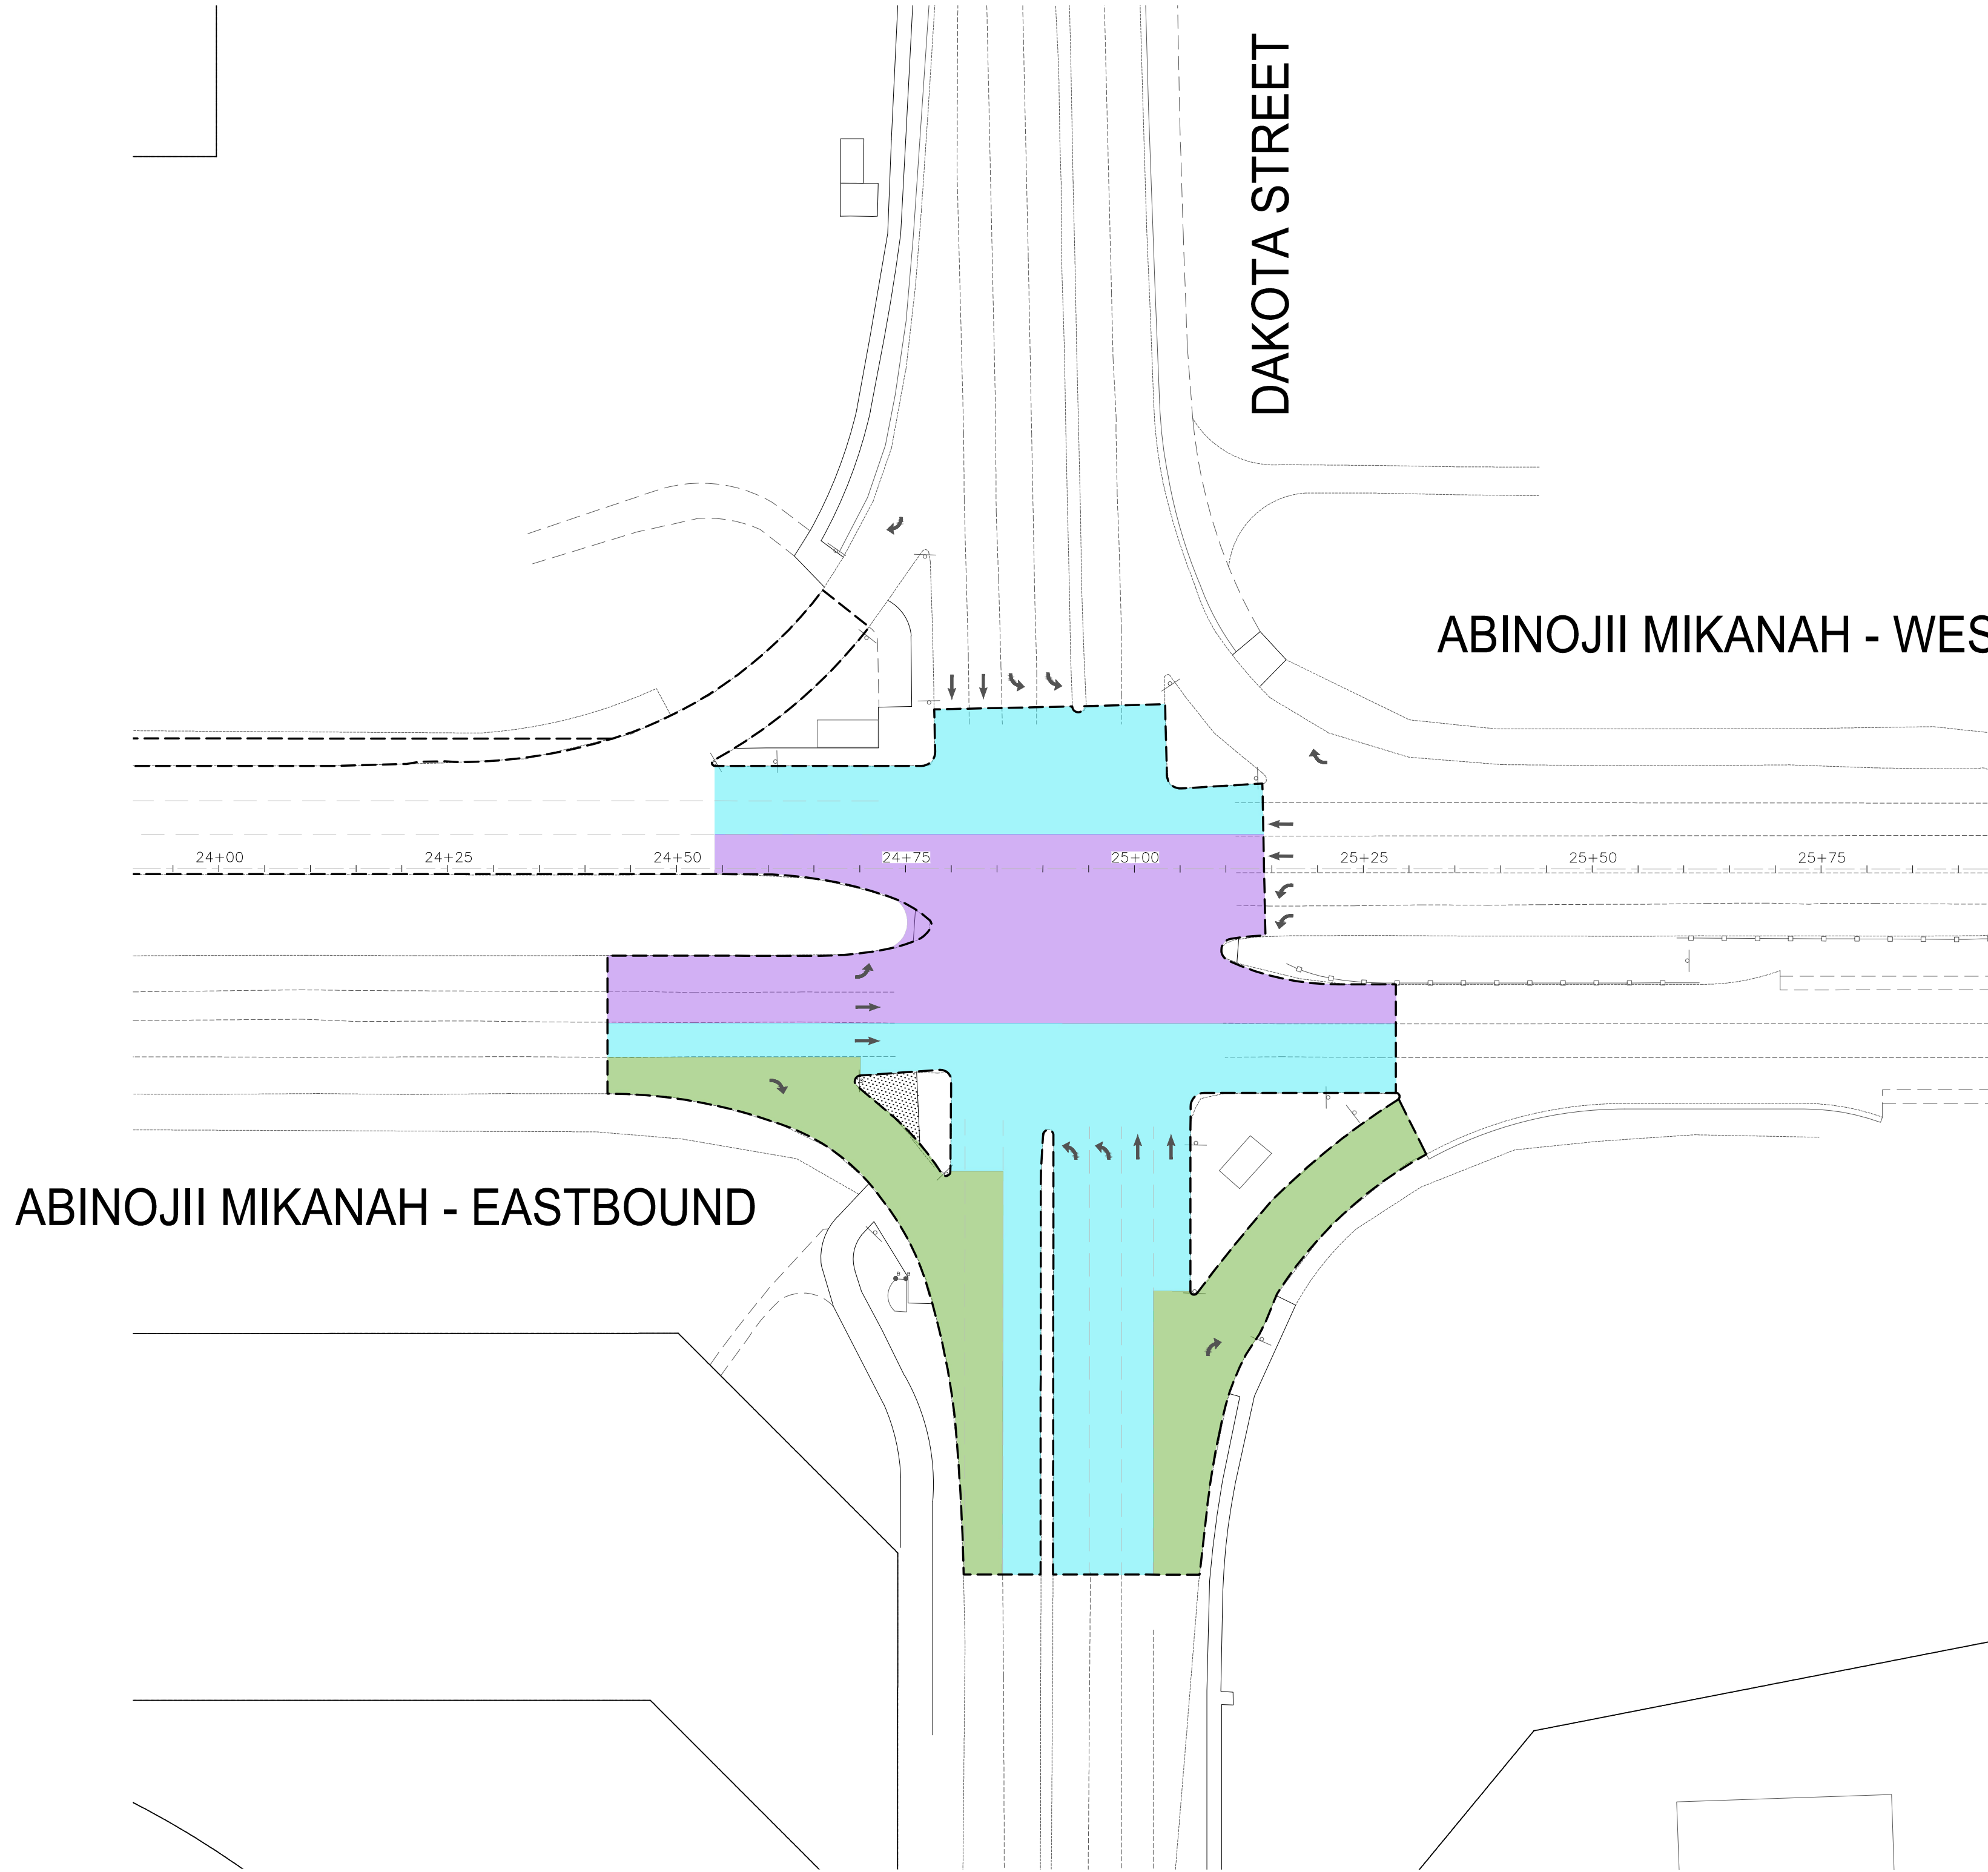 DAKOTA STREET
ABINOJII MIKANAH - WES
24+00 24+25 24+50 24+75 25+00 25+25 25+50 25+75
ABINOJII MIKANAH - EASTBOUND